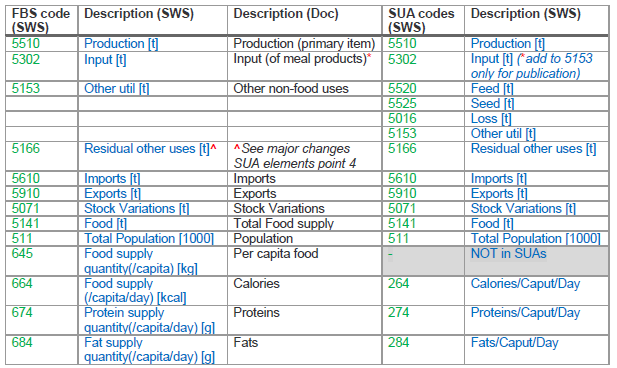 FBS code (SWS) Description (SWS) Description (Doc) SUA codes (SWS) Description (SWS)
5510 Production [t] Production (primary item) 5510 Production [t]
5302 Input [t] Input (of meal products)* 5302 Input [t] (*add to 5153 only for publication)
5153 Other util [t] Other non-food uses 5520 Feed [t]
5525 Seed [t]
5016 Loss [t]
5153 Other util [t]
5166 Residual other uses [t]^ ^See major changes SUA elements point 4 5166 Residual other uses [t]
5610 Imports [t] Imports 5610 Imports [t]
5910 Exports [t] Exports 5910 Exports [t]
5071 Stock Variations [t] Stock Variations 5071 Stock Variations [t]
5141 Food [t] Total Food supply 5141 Food [t]
511 Total Population [1000] Population 511 Total Population [1000]
645 Food supply quantity(/capita) [kg] Per capita food - NOT in SUAs
664 Food supply (/capita/day) [kcal] Calories 264 Calories/Caput/Day
674 Protein supply quantity(/capita/day) [g] Proteins 274 Proteins/Caput/Day
684 Fat supply quantity(/capita/day) [g] Fats 284 Fats/Caput/Day